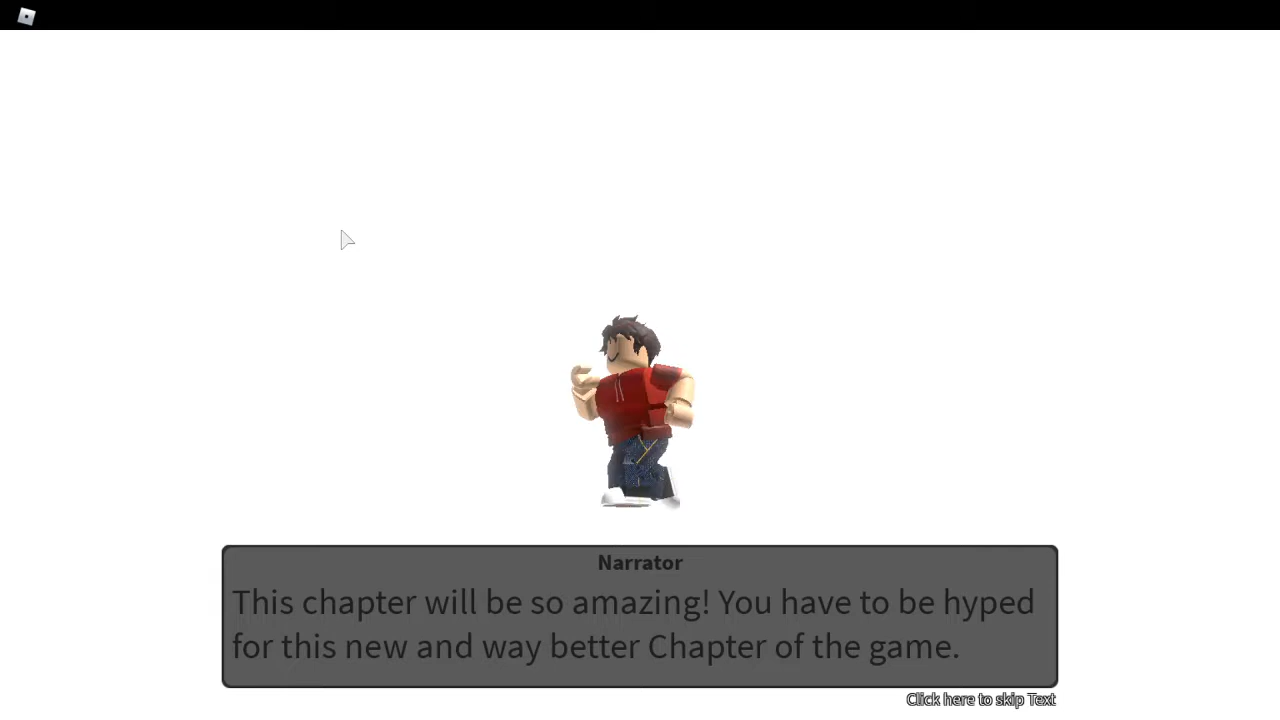 Narrator
This chapter will be so amazing! You have to be hyped
for this new and way better Chapter of the game.
Click here to skip Text